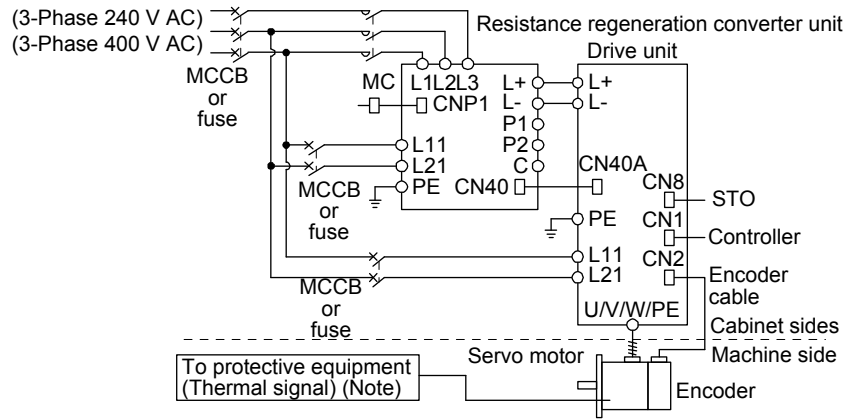 (3-Phase 240 V AC)
(3-Phase 400 V AC)
Resistance regeneration converter unit
Drive unit
MCCB
or
fuse
MC
L1L2L3
CNP1
L+
L-
P1
P2
C
L11
L21
PE
CN40
MCCB
or
fuse
L+
L-
CN40A
CN8
STO
CN1
Controller
CN2
Encoder
cable
PE
L11
L21
MCCB
or
fuse
U/V/W/PE
Cabinet sides
Machine side
Servo motor
To protective equipment
(Thermal signal) (Note)
Encoder